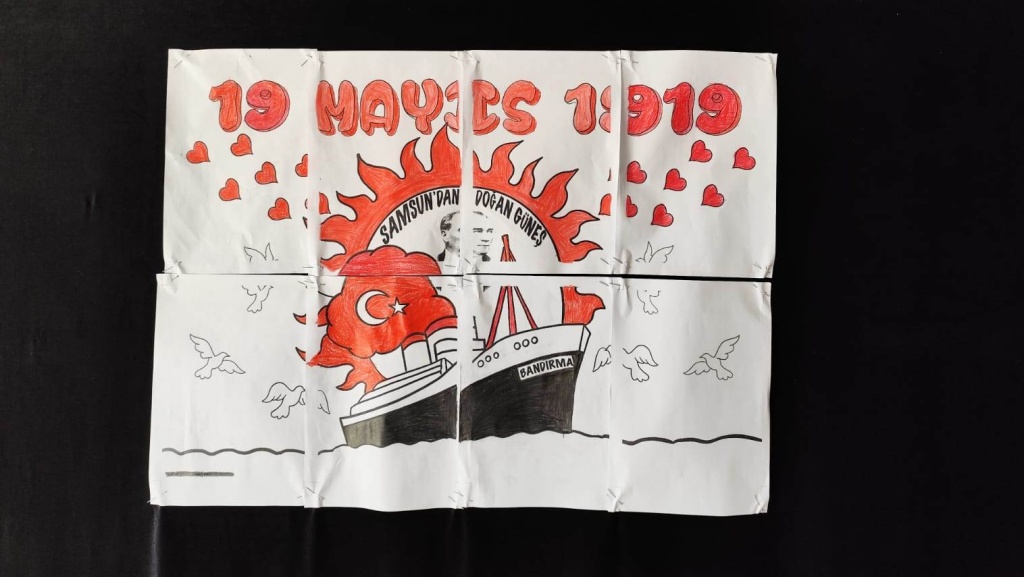 19 MAYIS 1919
SAMSUN'DAN DOĞAN GÜNEŞ
BANDIRMA